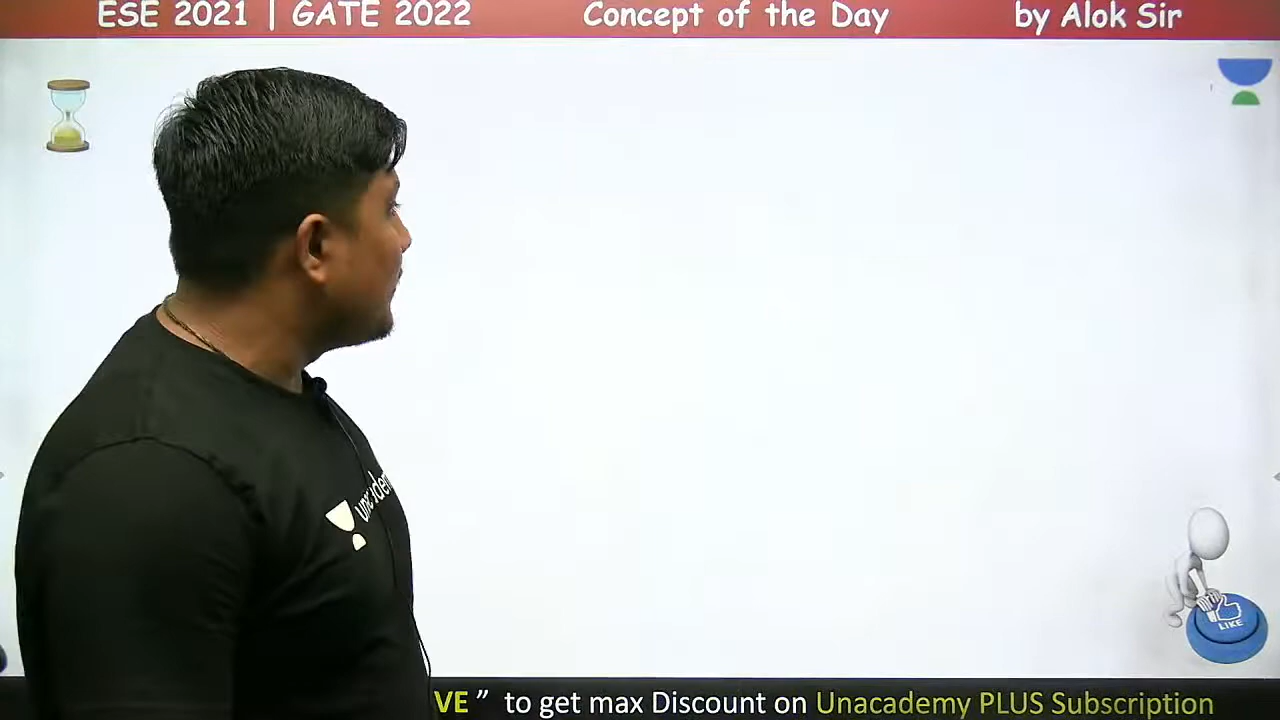 ESE 2021 | GATE 2022 Concept of the Day by Alok Sir
LIKE
VE ” to get max Discount on Unacademy PLUS Subscription